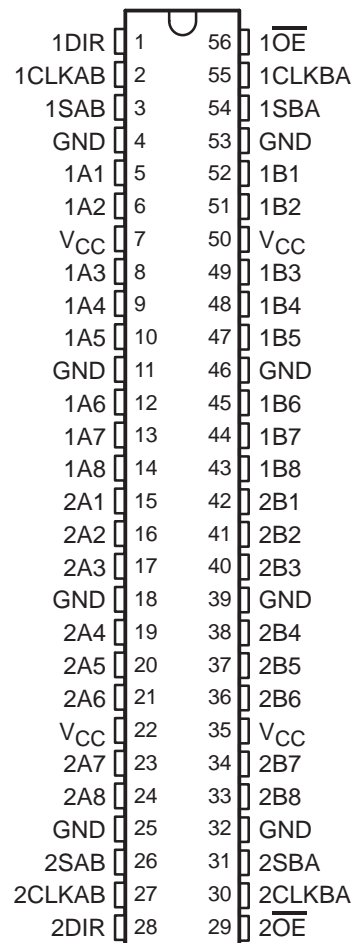 1DIR 1 56 1O̅E̅
1CLKAB 2 55 1CLKBA
1SAB 3 54 1SBA
GND 4 53 GND
1A1 5 52 1B1
1A2 6 51 1B2
VCC 7 50 VCC
1A3 8 49 1B3
1A4 9 48 1B4
1A5 10 47 1B5
GND 11 46 GND
1A6 12 45 1B6
1A7 13 44 1B7
1A8 14 43 1B8
2A1 15 42 2B1
2A2 16 41 2B2
2A3 17 40 2B3
GND 18 39 GND
2A4 19 38 2B4
2A5 20 37 2B5
2A6 21 36 2B6
VCC 22 35 VCC
2A7 23 34 2B7
2A8 24 33 2B8
GND 25 32 GND
2SAB 26 31 2SBA
2CLKAB 27 30 2CLKBA
2DIR 28 29 2O̅E̅